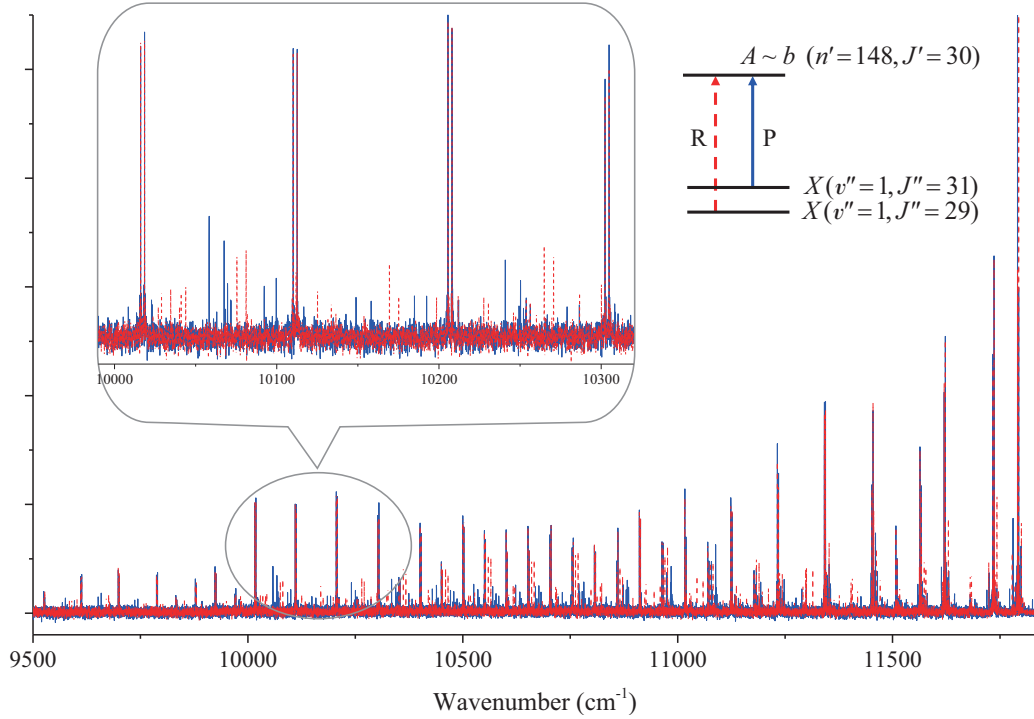 A ~ b (n′ = 148, J′ = 30)
R
P
X(v″ = 1, J″ = 31)
X(v″ = 1, J″ = 29)
10000
10100
10200
10300
9500
10000
10500
11000
11500
Wavenumber (cm⁻¹)